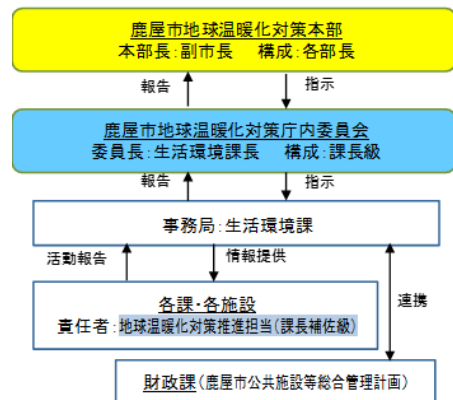 鹿屋市地球温暖化対策本部
本部長:副市長 構成:各部長
報告
指示
鹿屋市地球温暖化対策庁内委員会
委員長:生活環境課長 構成:課長級
報告
指示
事務局:生活環境課
活動報告
情報提供
連携
各課・各施設
責任者:地球温暖化対策推進担当(課長補佐級)
財政課(鹿屋市公共施設等総合管理計画)